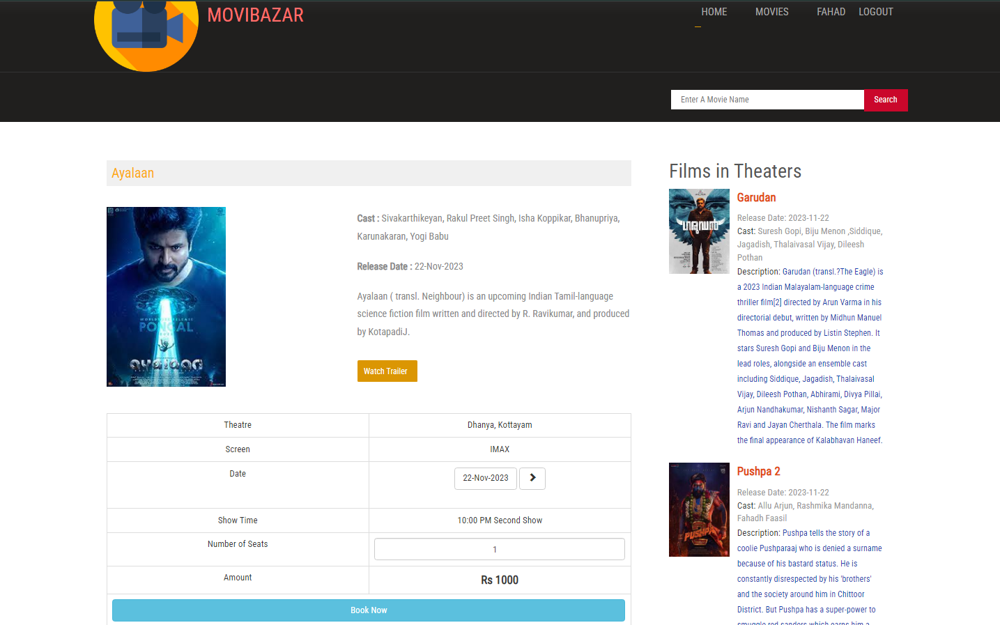 MOVIBAZAR
HOME
MOVIES
FAHAD
LOGOUT
Enter A Movie Name
Search
Ayalaan
Cast : Sivakarthikeyan, Rakul Preet Singh, Isha Koppikar, Bhanupriya,
Karunakaran, Yogi Babu
Release Date : 22-Nov-2023
Ayalaan ( transl. Neighbour) is an upcoming Indian Tamil-language
science fiction film written and directed by R. Ravikumar, and produced
by KotapadiJ.
Watch Trailer
WORLDWIDE RELEASE
PONGAL
Theatre
Dhanya, Kottayam
Screen
IMAX
Date
22-Nov-2023
Show Time
10:00 PM Second Show
Number of Seats
1
Amount
Rs 1000
Book Now
Films in Theaters
ഗരുഡൻ
Garudan
Release Date: 2023-11-22
Cast: Suresh Gopi, Biju Menon ,Siddique,
Jagadish, Thalaivasal Vijay, Dileesh
Pothan
Description: Garudan (transl.?The Eagle) is
a 2023 Indian Malayalam-language crime
thriller film[2] directed by Arun Varma in his
directorial debut, written by Midhun Manuel
Thomas and produced by Listin Stephen. It
stars Suresh Gopi and Biju Menon in the
lead roles, alongside an ensemble cast
including Siddique, Jagadish, Thalaivasal
Vijay, Dileesh Pothan, Abhirami, Divya Pillai,
Arjun Nandhakumar, Nishanth Sagar, Major
Ravi and Jayan Cherthala. The film marks
the final appearance of Kalabhavan Haneef.
PUSHPA
Pushpa 2
Release Date: 2023-11-22
Cast: Allu Arjun, Rashmika Mandanna,
Fahadh Faasil
Description: Pushpa tells the story of a
coolie Pushparaaj who is denied a surname
because of his bastard status. He is
constantly disrespected by his 'brothers'
and the society around him in Chittoor
District. But Pushpa has a super-power to
smuggle red sanders which earns him a